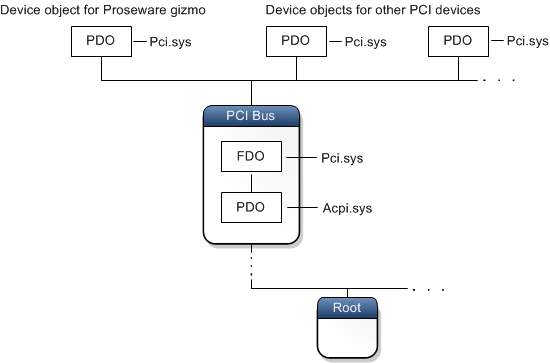 Device object for Proseware gizmo
Device objects for other PCI devices
PDO
Pci.sys
PDO
Pci.sys
PDO
Pci.sys
. . .
PCI Bus
FDO
Pci.sys
PDO
Acpi.sys
. . .
Root